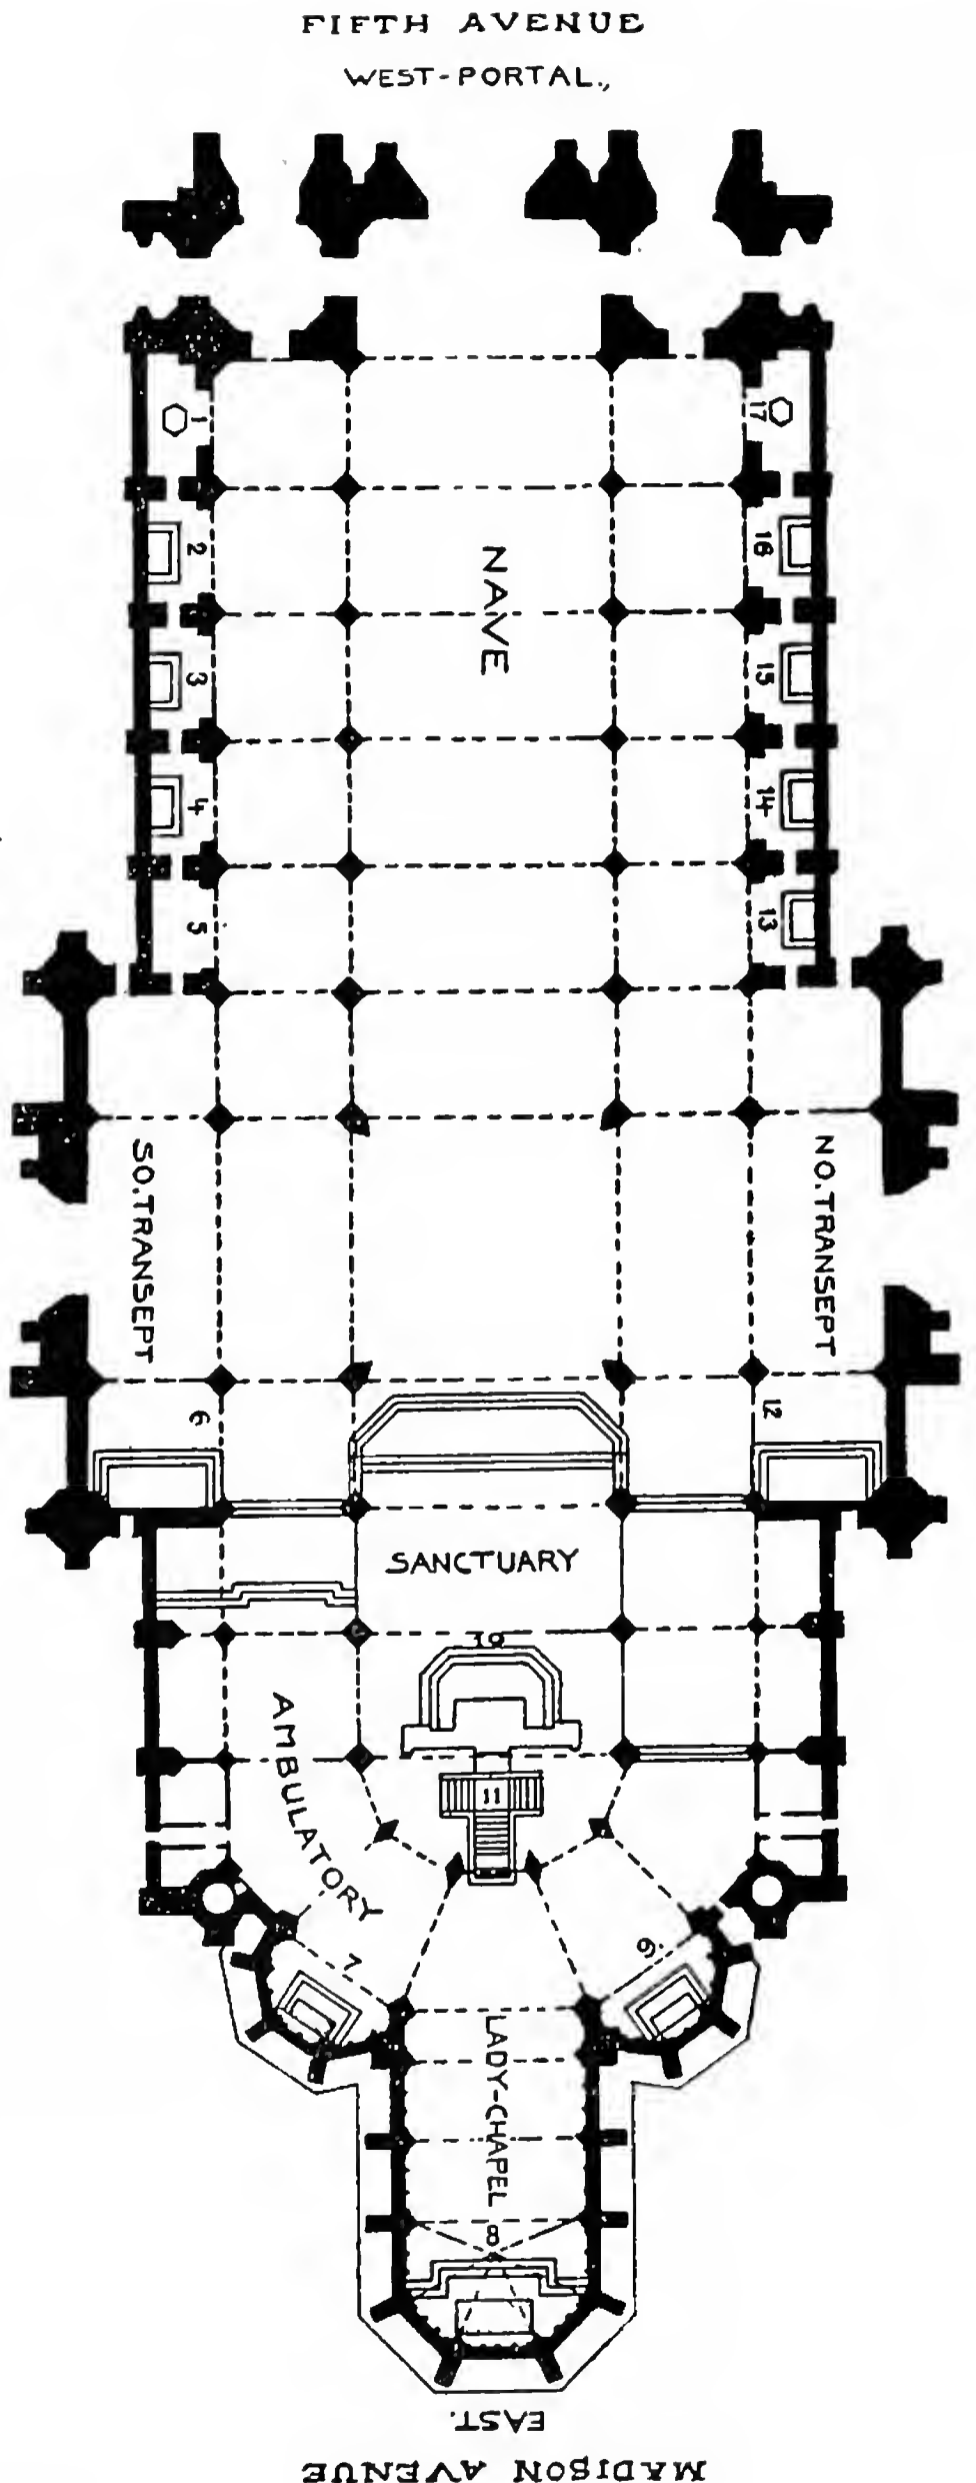 FIFTH AVENUE
WEST-PORTAL.,
1
17
2
16
NAVE
3
15
4
14
5
13
SO.TRANSEPT
NO.TRANSEPT
6
12
SANCTUARY
10
AMBULATORY
11
7
9
LADY-CHAPEL
8
EAST.
MADISON AVENUE